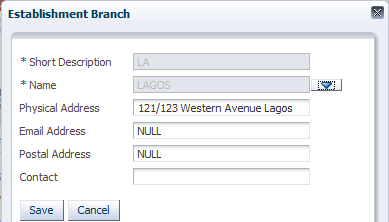 Establishment Branch
* Short Description LA
* Name LAGOS
Physical Address 121/123 Western Avenue Lagos
Email Address NULL
Postal Address NULL
Contact
Save Cancel